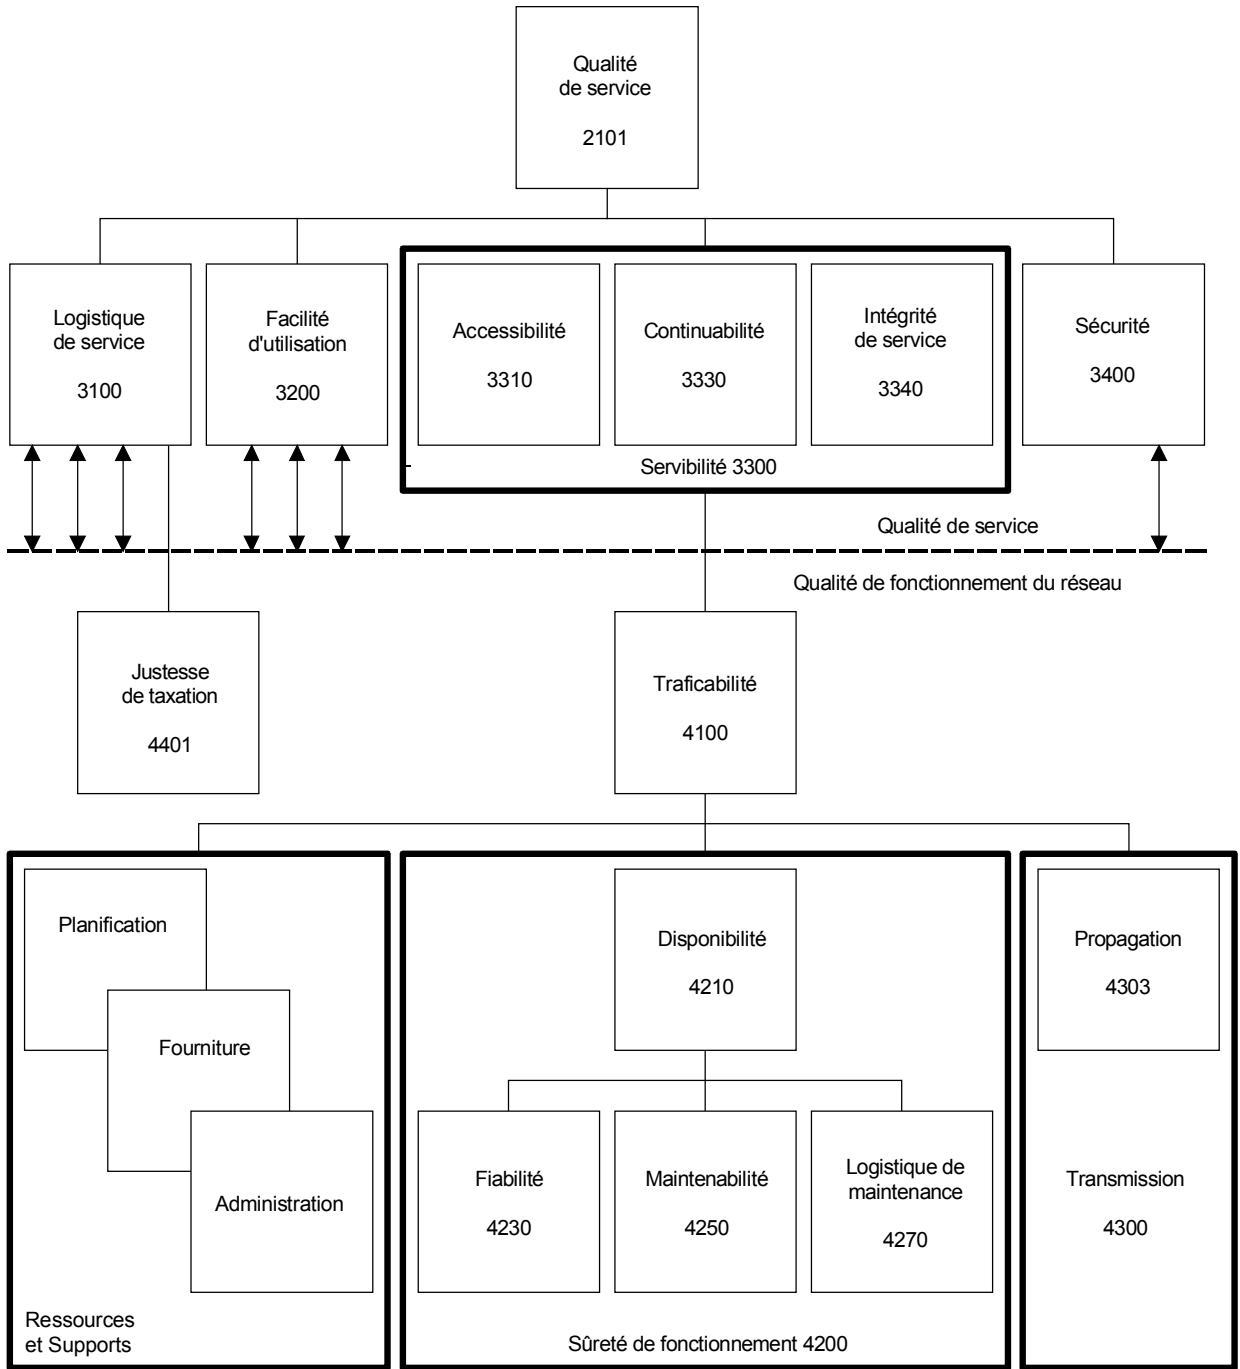 Qualité
de service
2101
Logistique
de service
3100
Facilité
d'utilisation
3200
Accessibilité
3310
Continuabilité
3330
Intégrité
de service
3340
Sécurité
3400
Servibilité 3300
Qualité de service
Qualité de fonctionnement du réseau
Justesse
de taxation
4401
Traficabilité
4100
Planification
Fourniture
Administration
Ressources
et Supports
Disponibilité
4210
Fiabilité
4230
Maintenabilité
4250
Logistique de
maintenance
4270
Sûreté de fonctionnement 4200
Propagation
4303
Transmission
4300